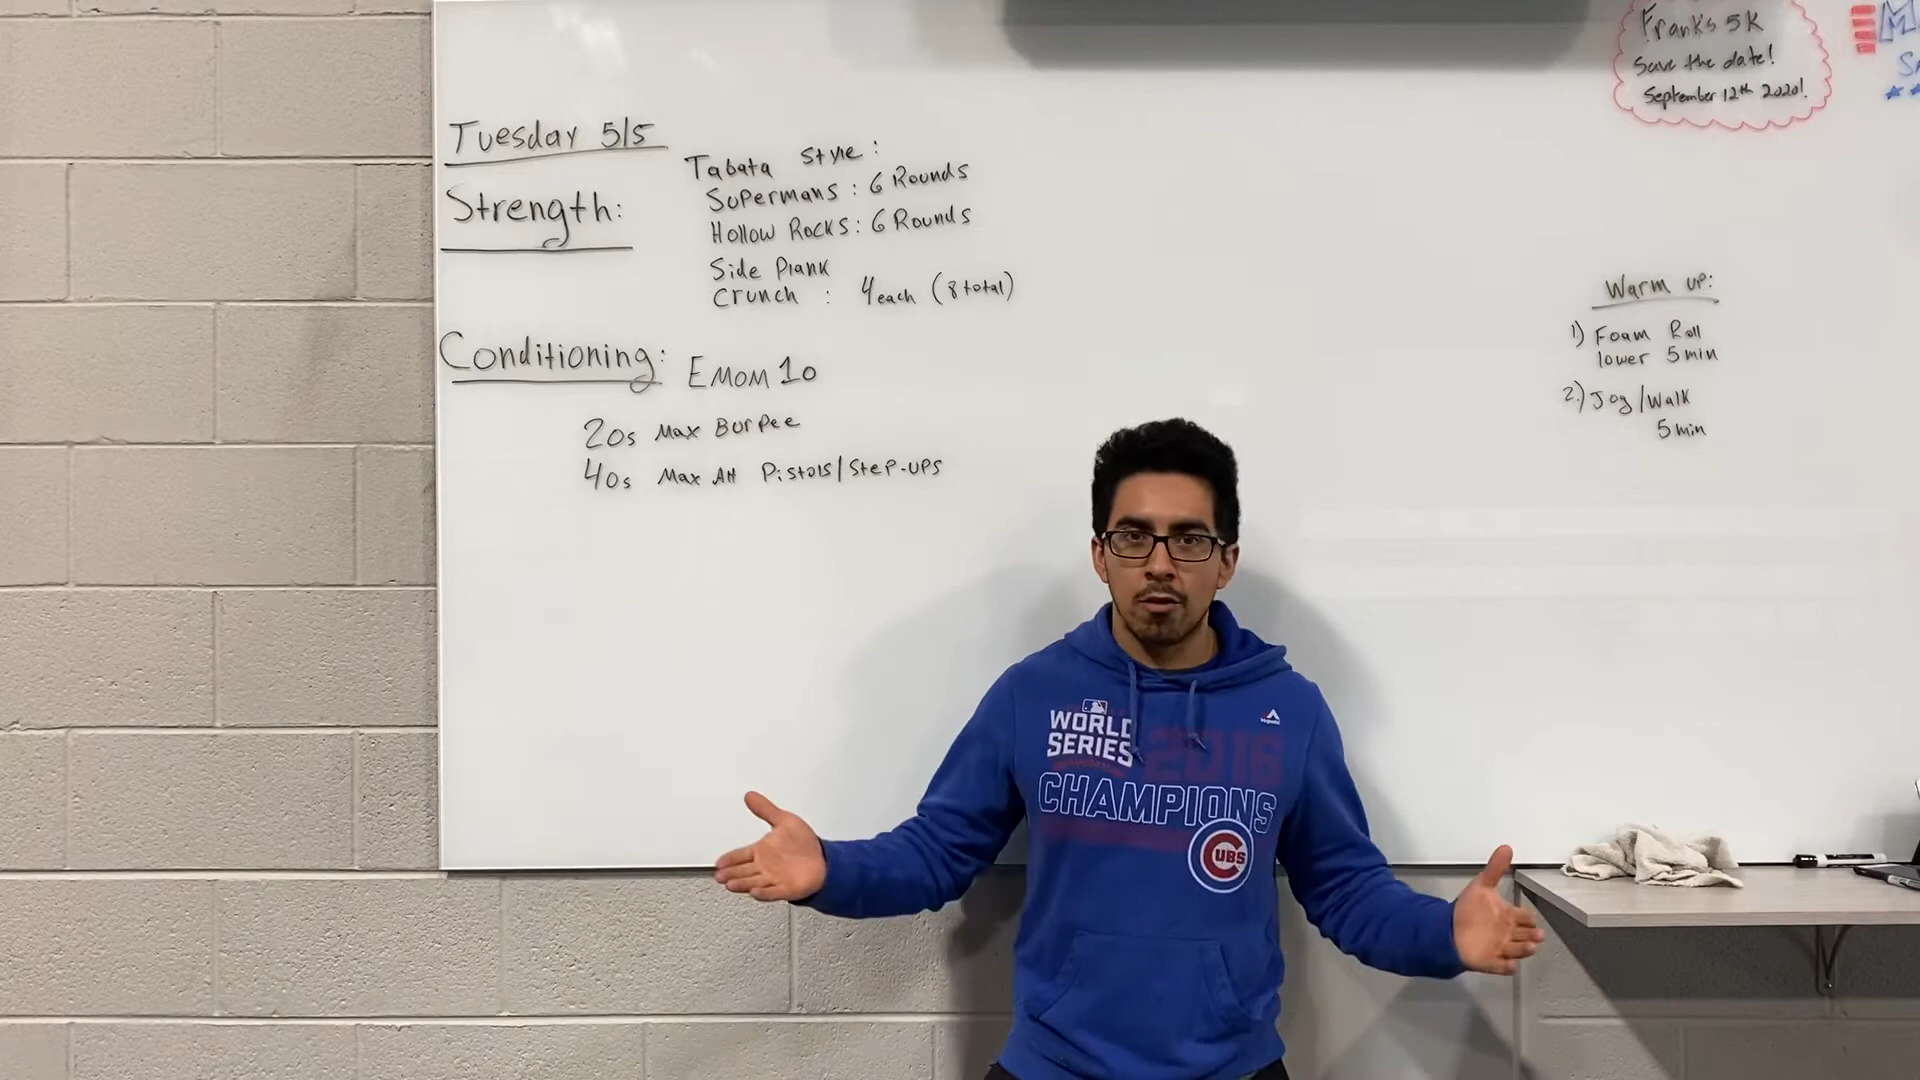 Tuesday 5/5
Strength:
Tabata Style:
Supermans: 6 Rounds
Hollow Rocks: 6 Rounds
Side Plank
Crunch : 4 each (8 total)
Conditioning: EMOM 10
20s Max Burpee
40s Max Alt Pistols/Step-ups
Frank's 5K
Save the date!
September 12th 2020!
Warm up:
1) Foam Roll
lower 5 min
2.) Jog/Walk
5 min
WORLD
SERIES
2016
CHAMPIONS
CUBS